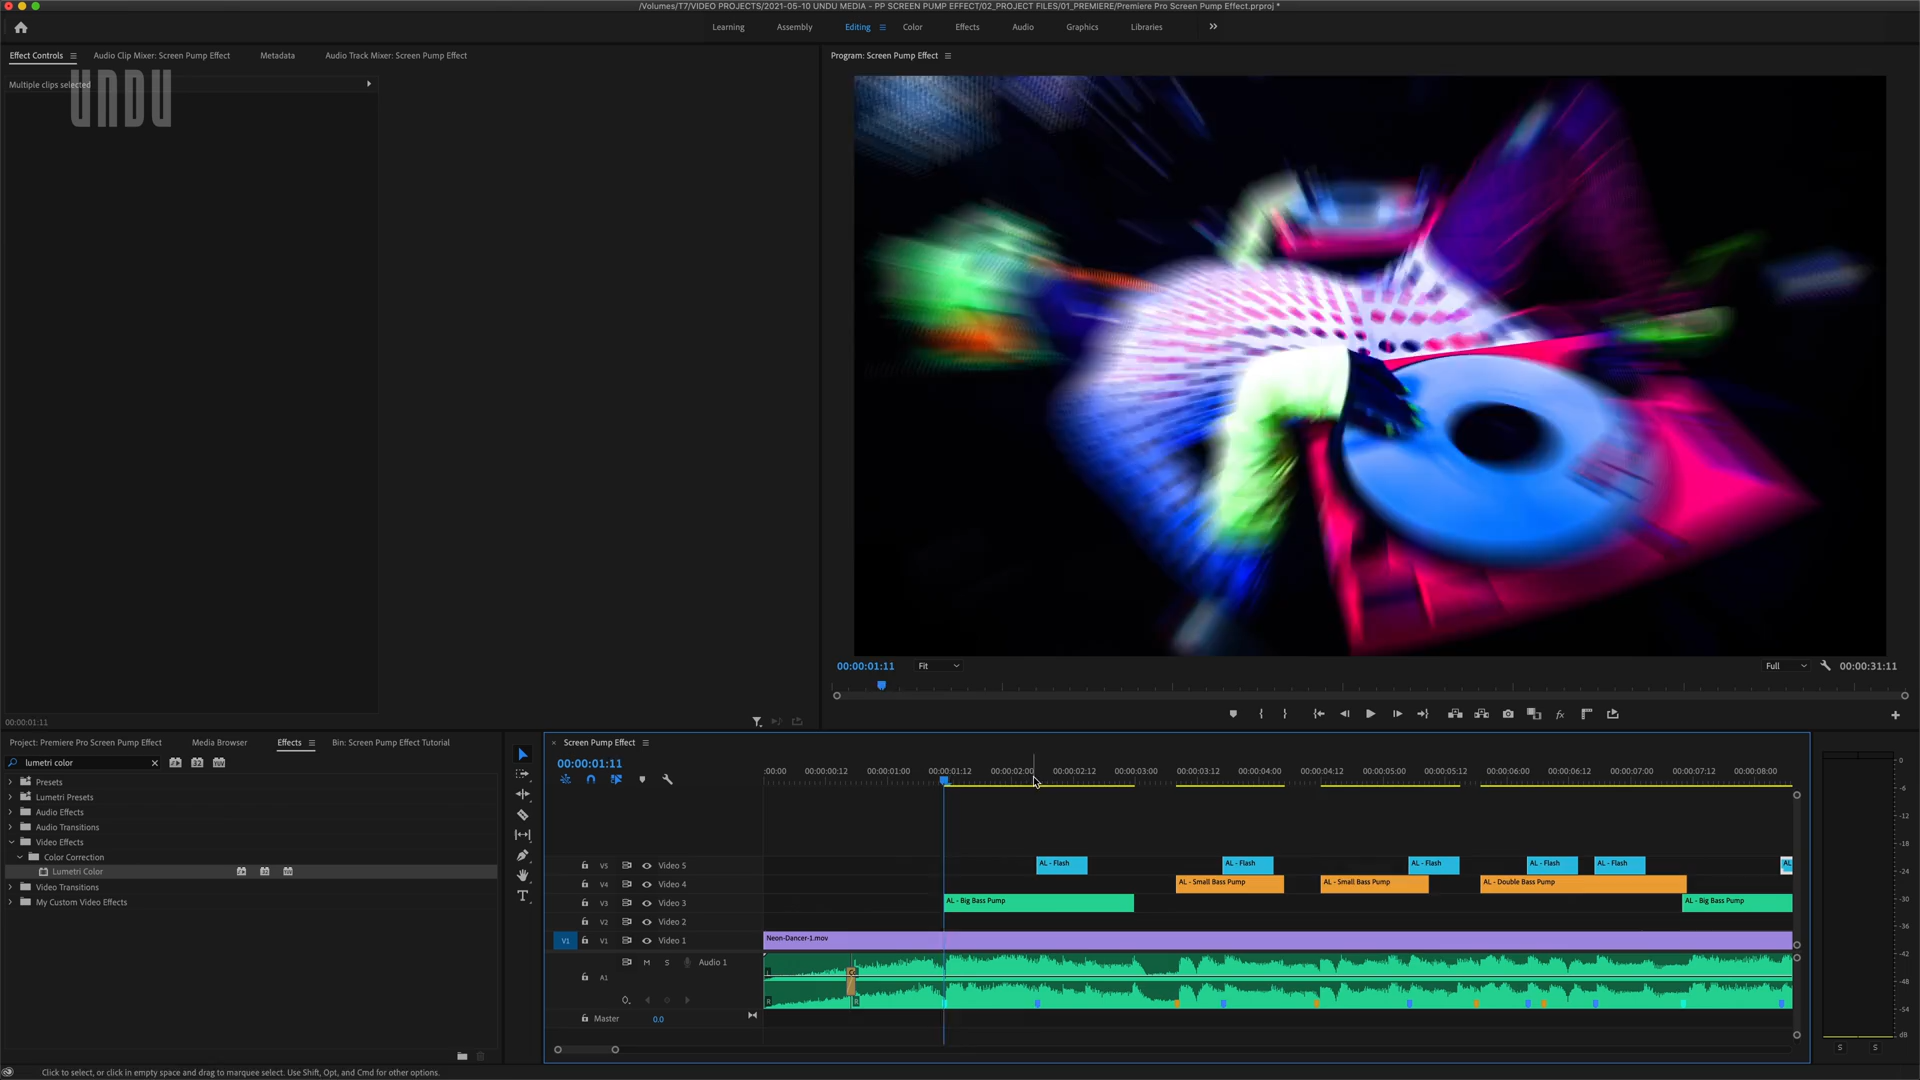 /Volumes/T7/VIDEO PROJECTS/2021-05-10 UNDU MEDIA - PP SCREEN PUMP EFFECT/02_PROJECT FILES/01_PREMIERE/Premiere Pro Screen Pump Effect.prproj *
Learning Assembly Editing Color Effects Audio Graphics Libraries
Effect Controls Audio Clip Mixer: Screen Pump Effect Metadata Audio Track Mixer: Screen Pump Effect
Program: Screen Pump Effect
Multiple clips selected
UNDU
00:00:01:11 Fit Full 00:00:31:11
00:00:01:11
Project: Premiere Pro Screen Pump Effect Media Browser Effects Bin: Screen Pump Effect Tutorial
lumetri color
Presets
Lumetri Presets
Audio Effects
Audio Transitions
Video Effects
Color Correction
Lumetri Color
Video Transitions
My Custom Video Effects
Screen Pump Effect
00:00:01:11
:00:00 00:00:00:12 00:00:01:00 00:00:01:12 00:00:02:00 00:00:02:12 00:00:03:00 00:00:03:12 00:00:04:00 00:00:04:12 00:00:05:00 00:00:05:12 00:00:06:00 00:00:06:12 00:00:07:00 00:00:07:12 00:00:08:00
V5 Video 5 AL - Flash AL - Flash AL - Flash AL - Flash AL - Flash AL
V4 Video 4 AL - Small Bass Pump AL - Small Bass Pump AL - Double Bass Pump
V3 Video 3 AL - Big Bass Pump AL - Big Bass Pump
V2 Video 2
V1 V1 Video 1 Neon-Dancer-1.mov
M S Audio 1
A1
Master 0.0
0
-6
-12
-18
-24
-30
-36
-42
-48
-54
dB
S S
Click to select, or click in empty space and drag to marquee select. Use Shift, Opt, and Cmd for other options.